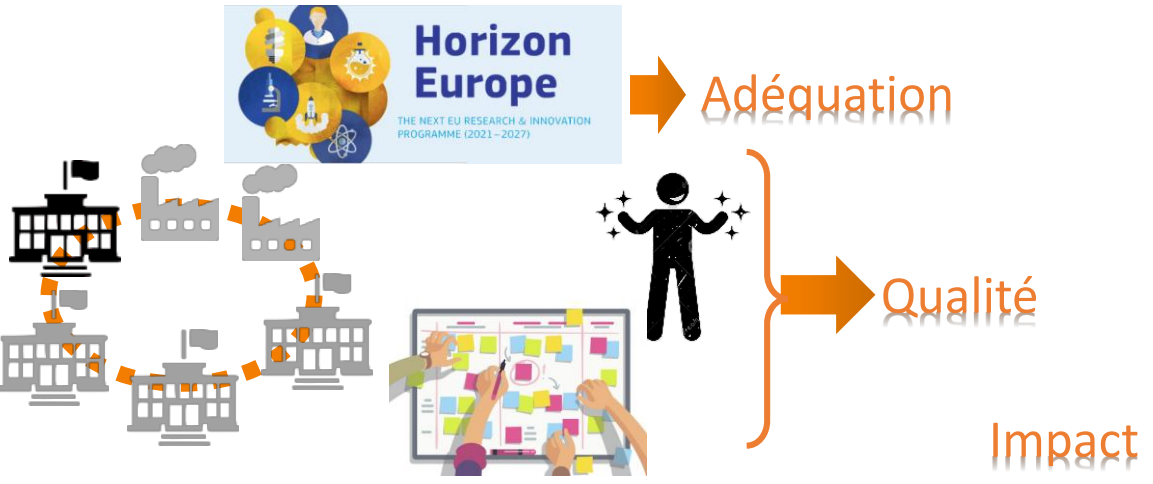 Horizon
Europe
THE NEXT EU RESEARCH & INNOVATION
PROGRAMME (2021–2027)
Adéquation
Qualité
Impact